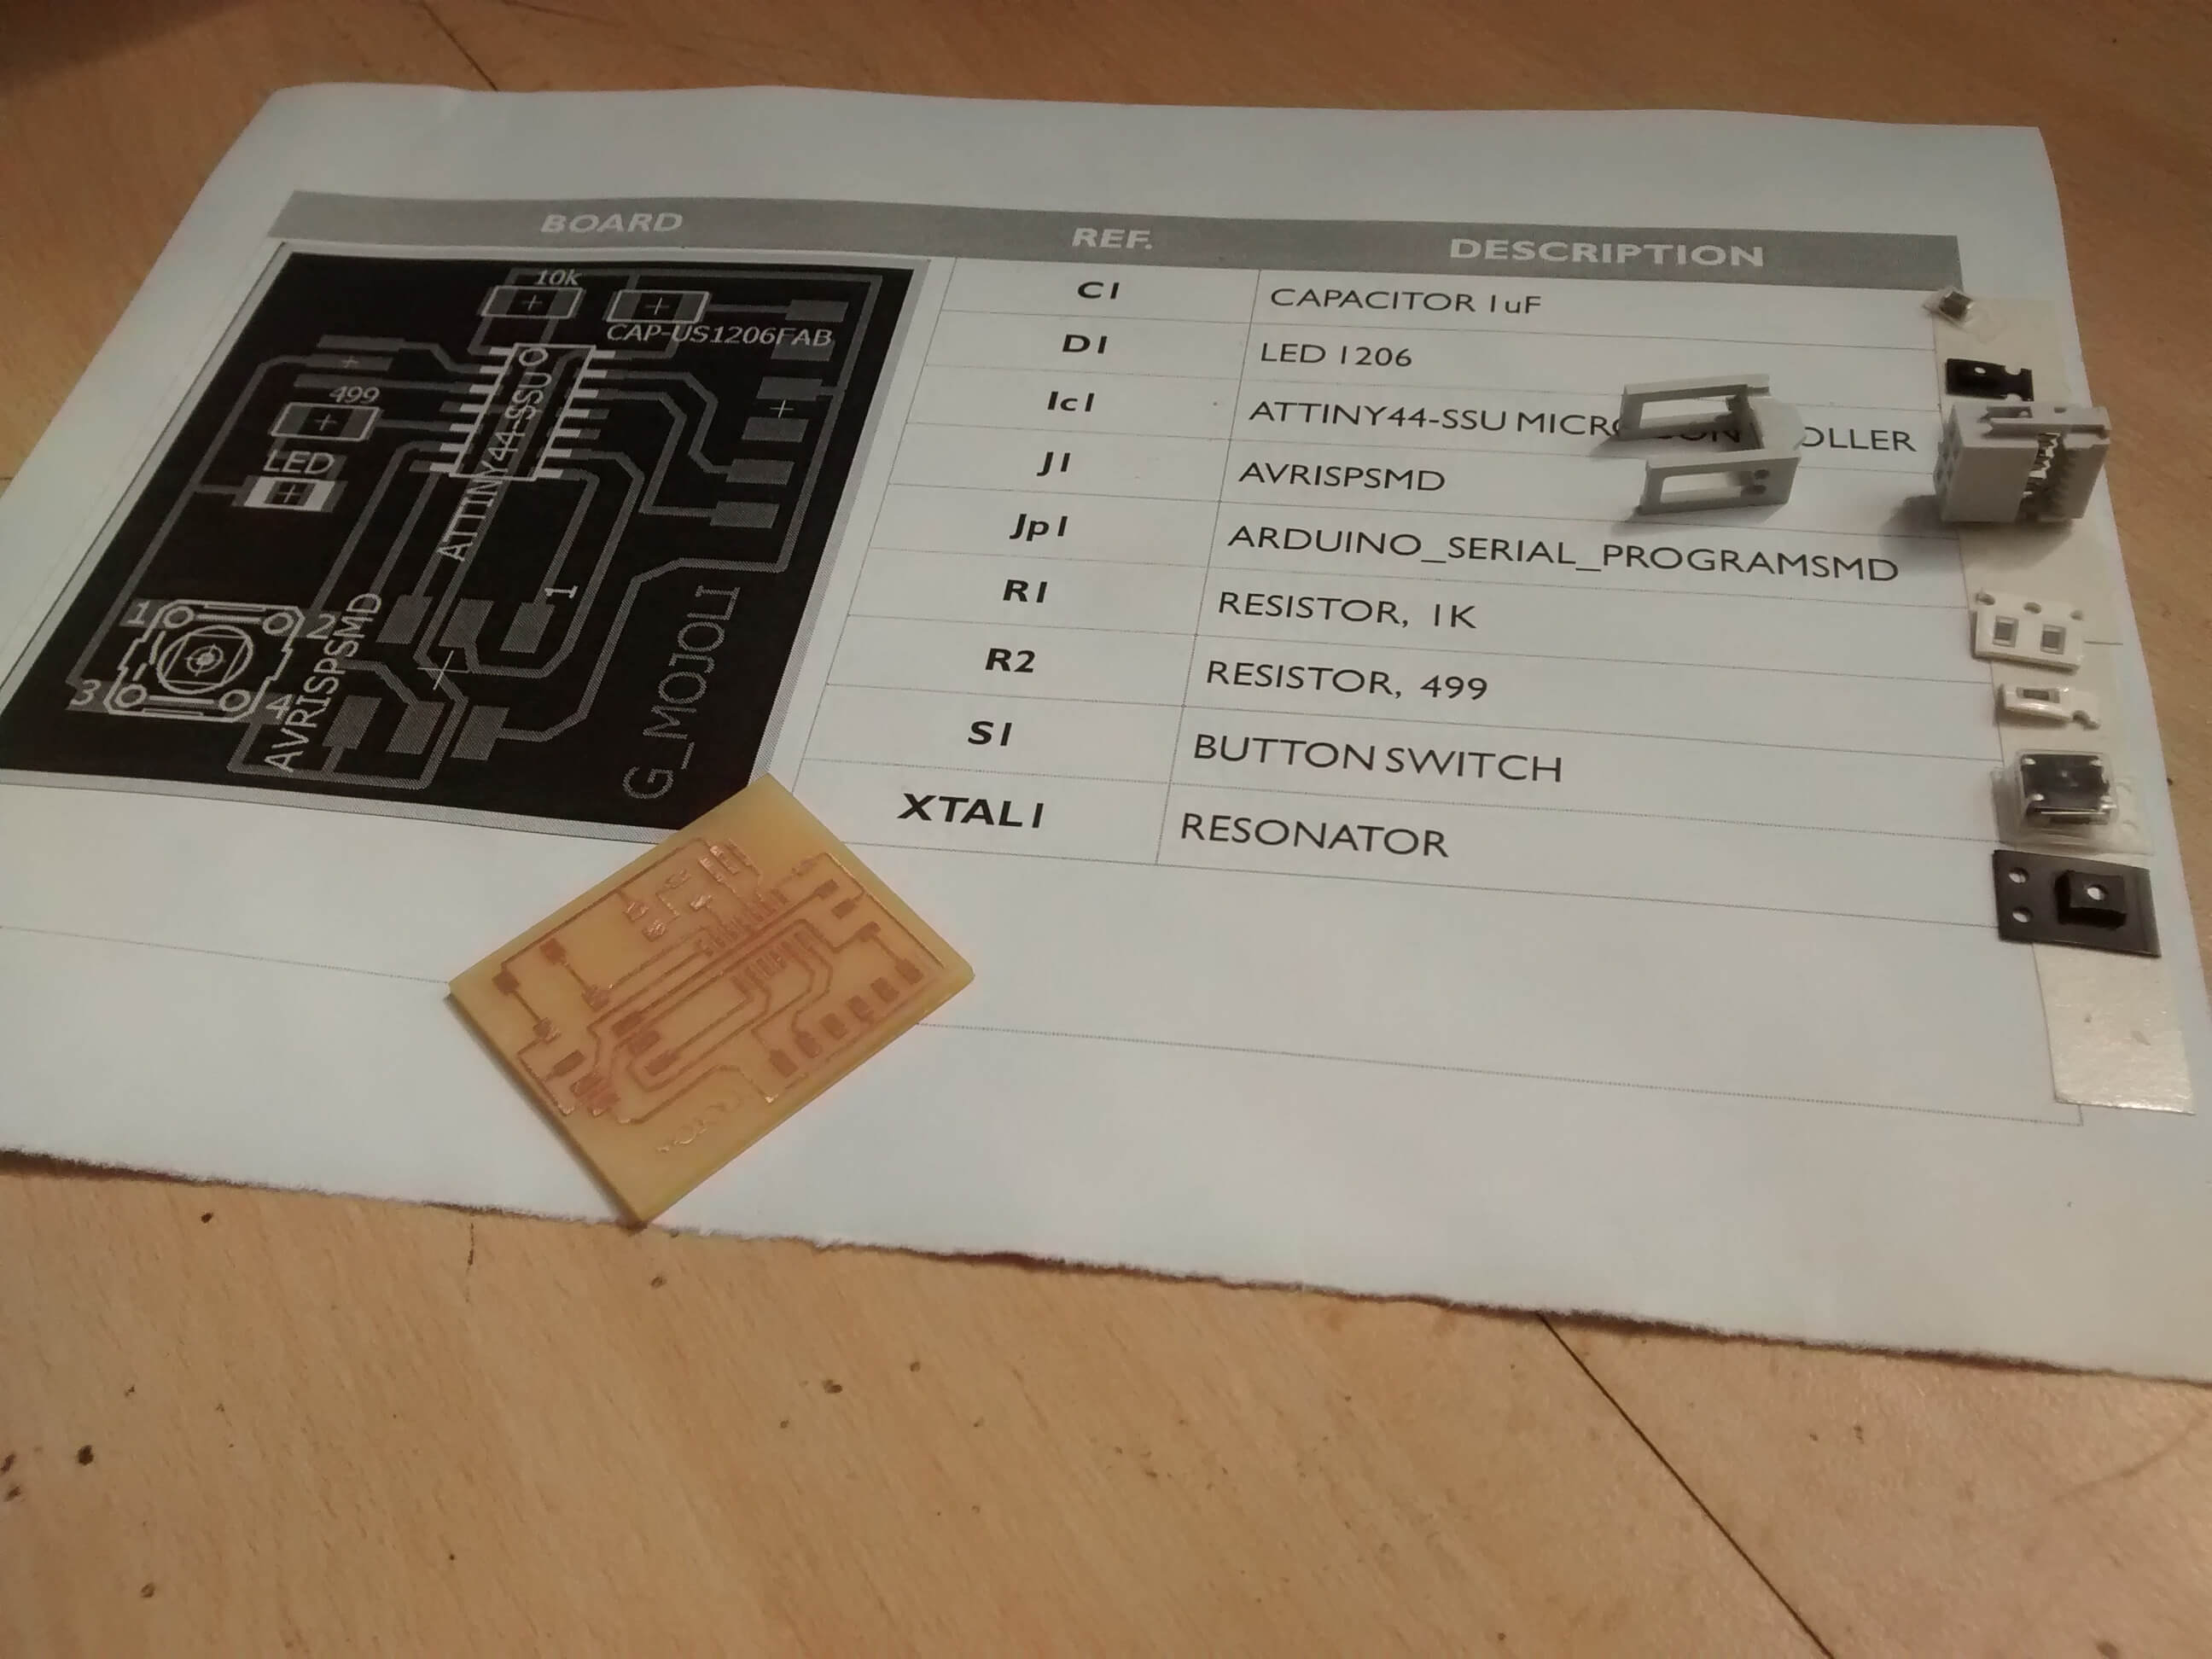 BOARD REF. DESCRIPTION
C1 CAPACITOR 1uF
D1 LED 1206
Ic1 ATTINY44-SSU MICROCONTROLLER
J1 AVRISPSMD
Jp1 ARDUINO_SERIAL_PROGRAMSMD
R1 RESISTOR, 1K
R2 RESISTOR, 499
S1 BUTTON SWITCH
XTAL1 RESONATOR
10k
CAP-US1206FAB
499
LED
ATTINY44-SSU
1
1 2
3 4
AVRISPSMD
G_MOJOLI